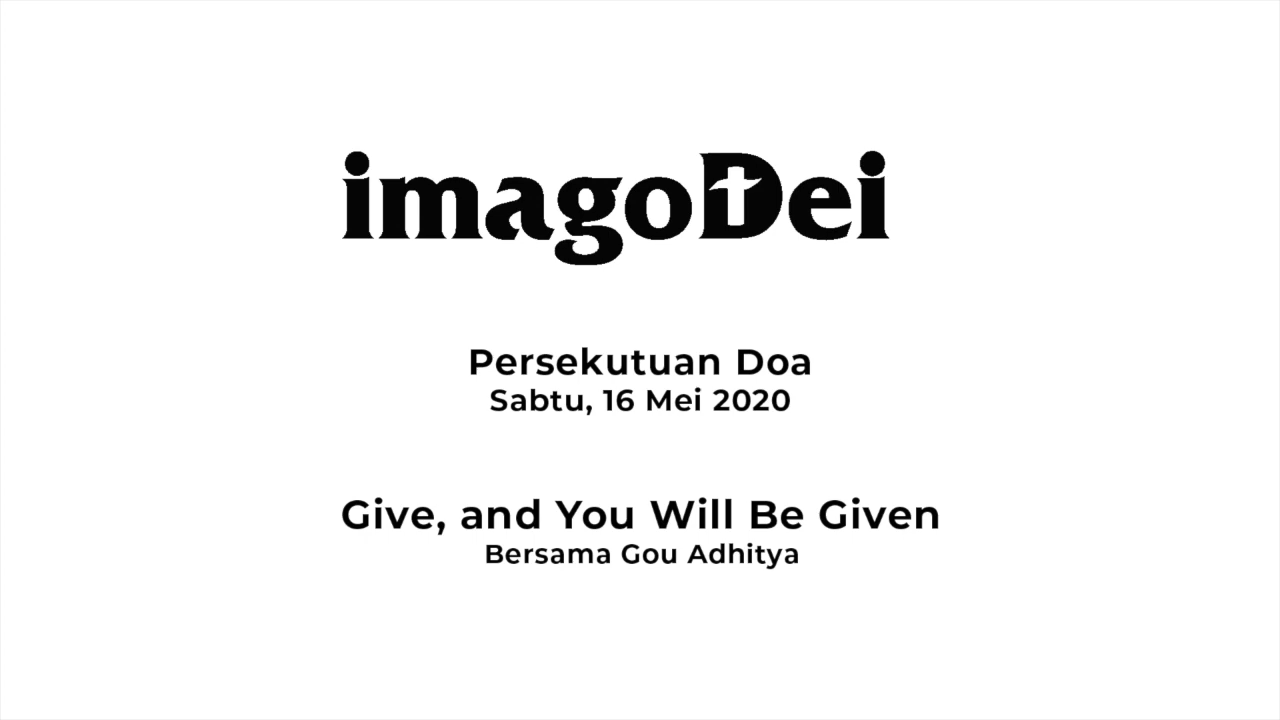 imagoDei
Persekutuan Doa
Sabtu, 16 Mei 2020
Give, and You Will Be Given
Bersama Gou Adhitya